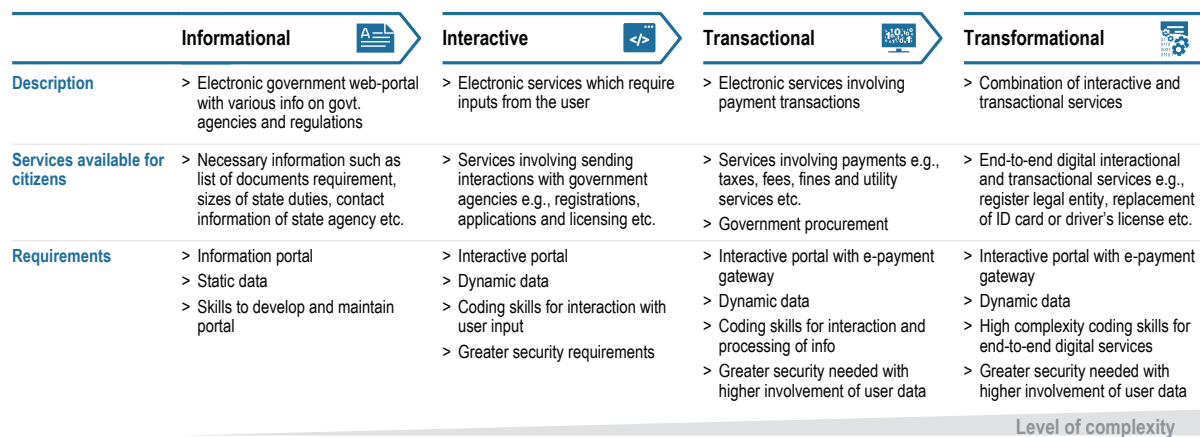 Informational
Interactive
Transactional
Transformational
Description
> Electronic government web-portal
with various info on govt.
agencies and regulations
> Electronic services which require
inputs from the user
> Electronic services involving
payment transactions
> Combination of interactive and
transactional services
Services available for
citizens
> Necessary information such as
list of documents requirement,
sizes of state duties, contact
information of state agency etc.
> Services involving sending
interactions with government
agencies e.g., registrations,
applications and licensing etc.
> Services involving payments e.g.,
taxes, fees, fines and utility
services etc.
> Government procurement
> End-to-end digital interactional
and transactional services e.g.,
register legal entity, replacement
of ID card or driver's license etc.
Requirements
> Information portal
> Static data
> Skills to develop and maintain
portal
> Interactive portal
> Dynamic data
> Coding skills for interaction with
user input
> Greater security requirements
> Interactive portal with e-payment
gateway
> Dynamic data
> Coding skills for interaction and
processing of info
> Greater security needed with
higher involvement of user data
> Interactive portal with e-payment
gateway
> Dynamic data
> High complexity coding skills for
end-to-end digital services
> Greater security needed with
higher involvement of user data
Level of complexity